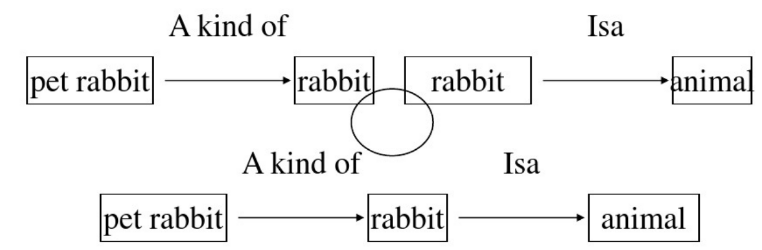 A kind of Isa
pet rabbit rabbit rabbit animal
A kind of Isa
pet rabbit rabbit animal